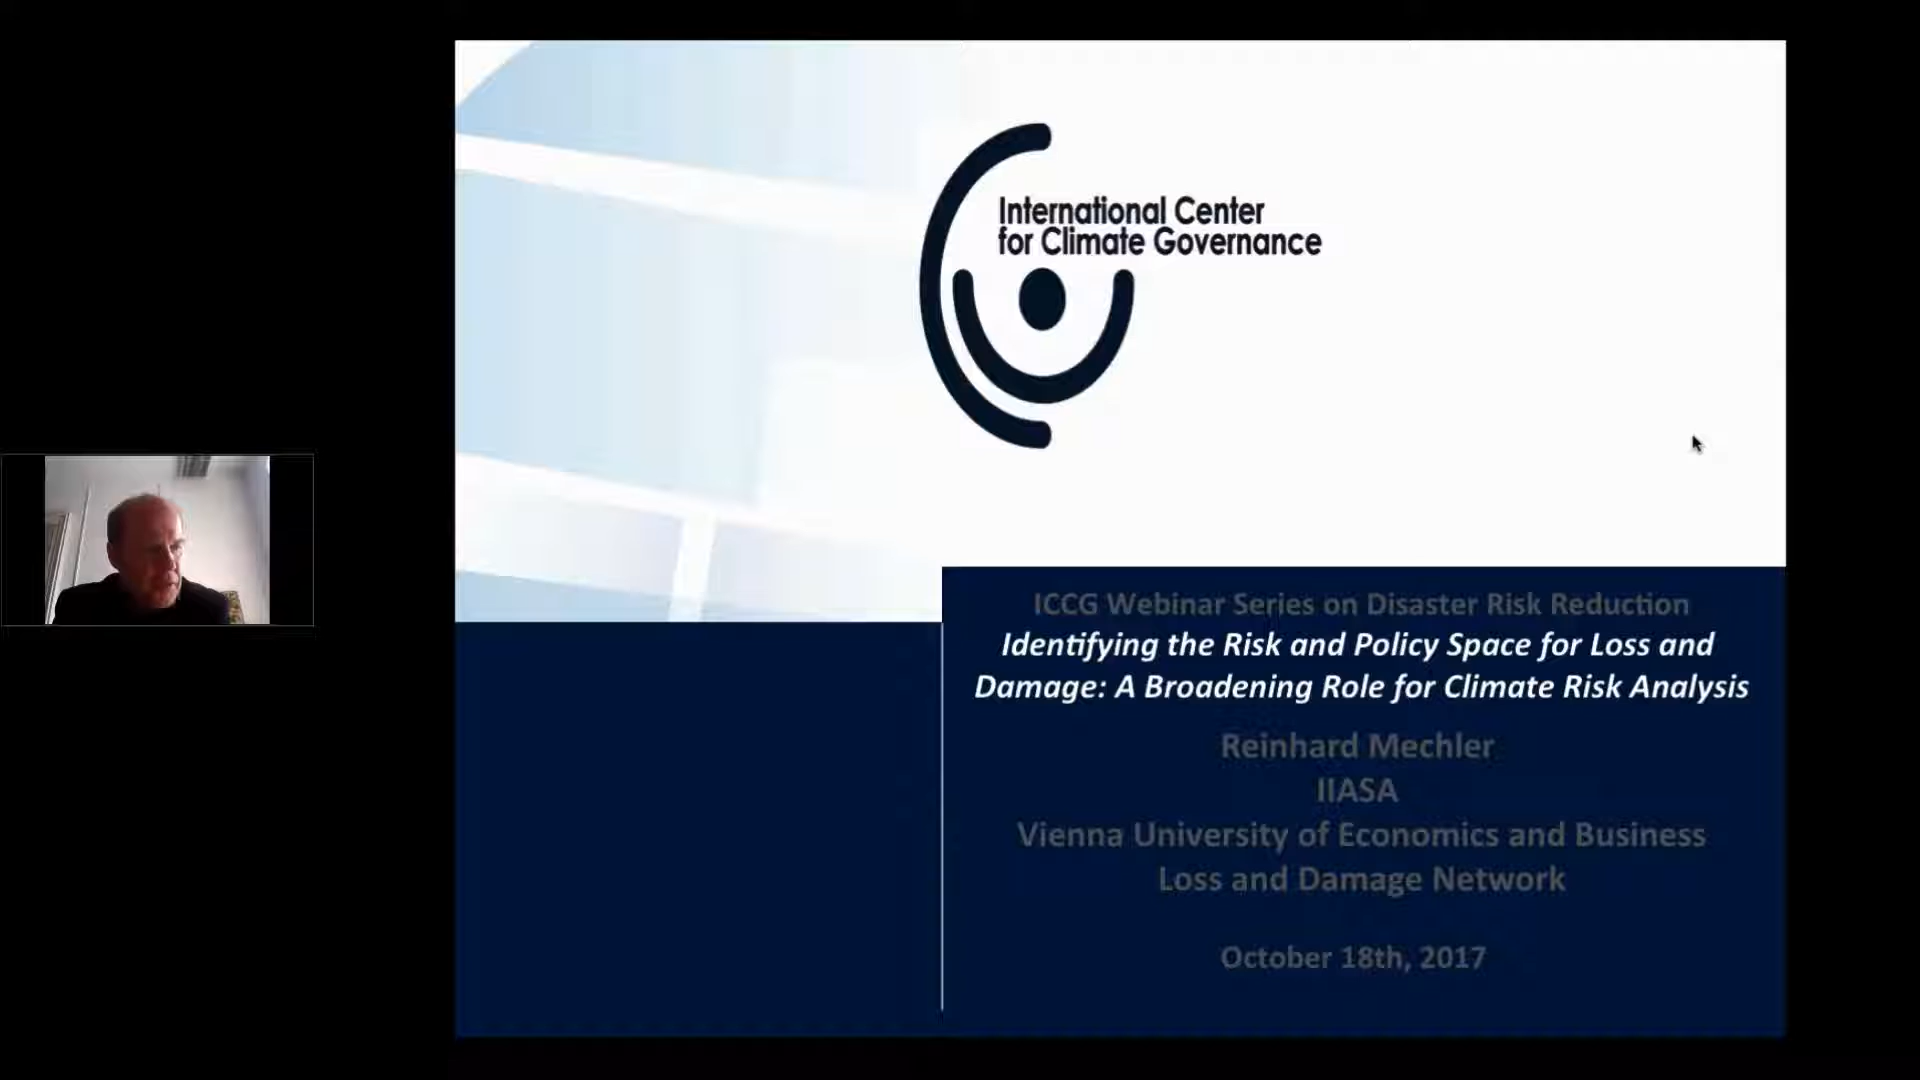 International Center
for Climate Governance
ICCG Webinar Series on Disaster Risk Reduction
Identifying the Risk and Policy Space for Loss and
Damage: A Broadening Role for Climate Risk Analysis
Reinhard Mechler
IIASA
Vienna University of Economics and Business
Loss and Damage Network
October 18th, 2017